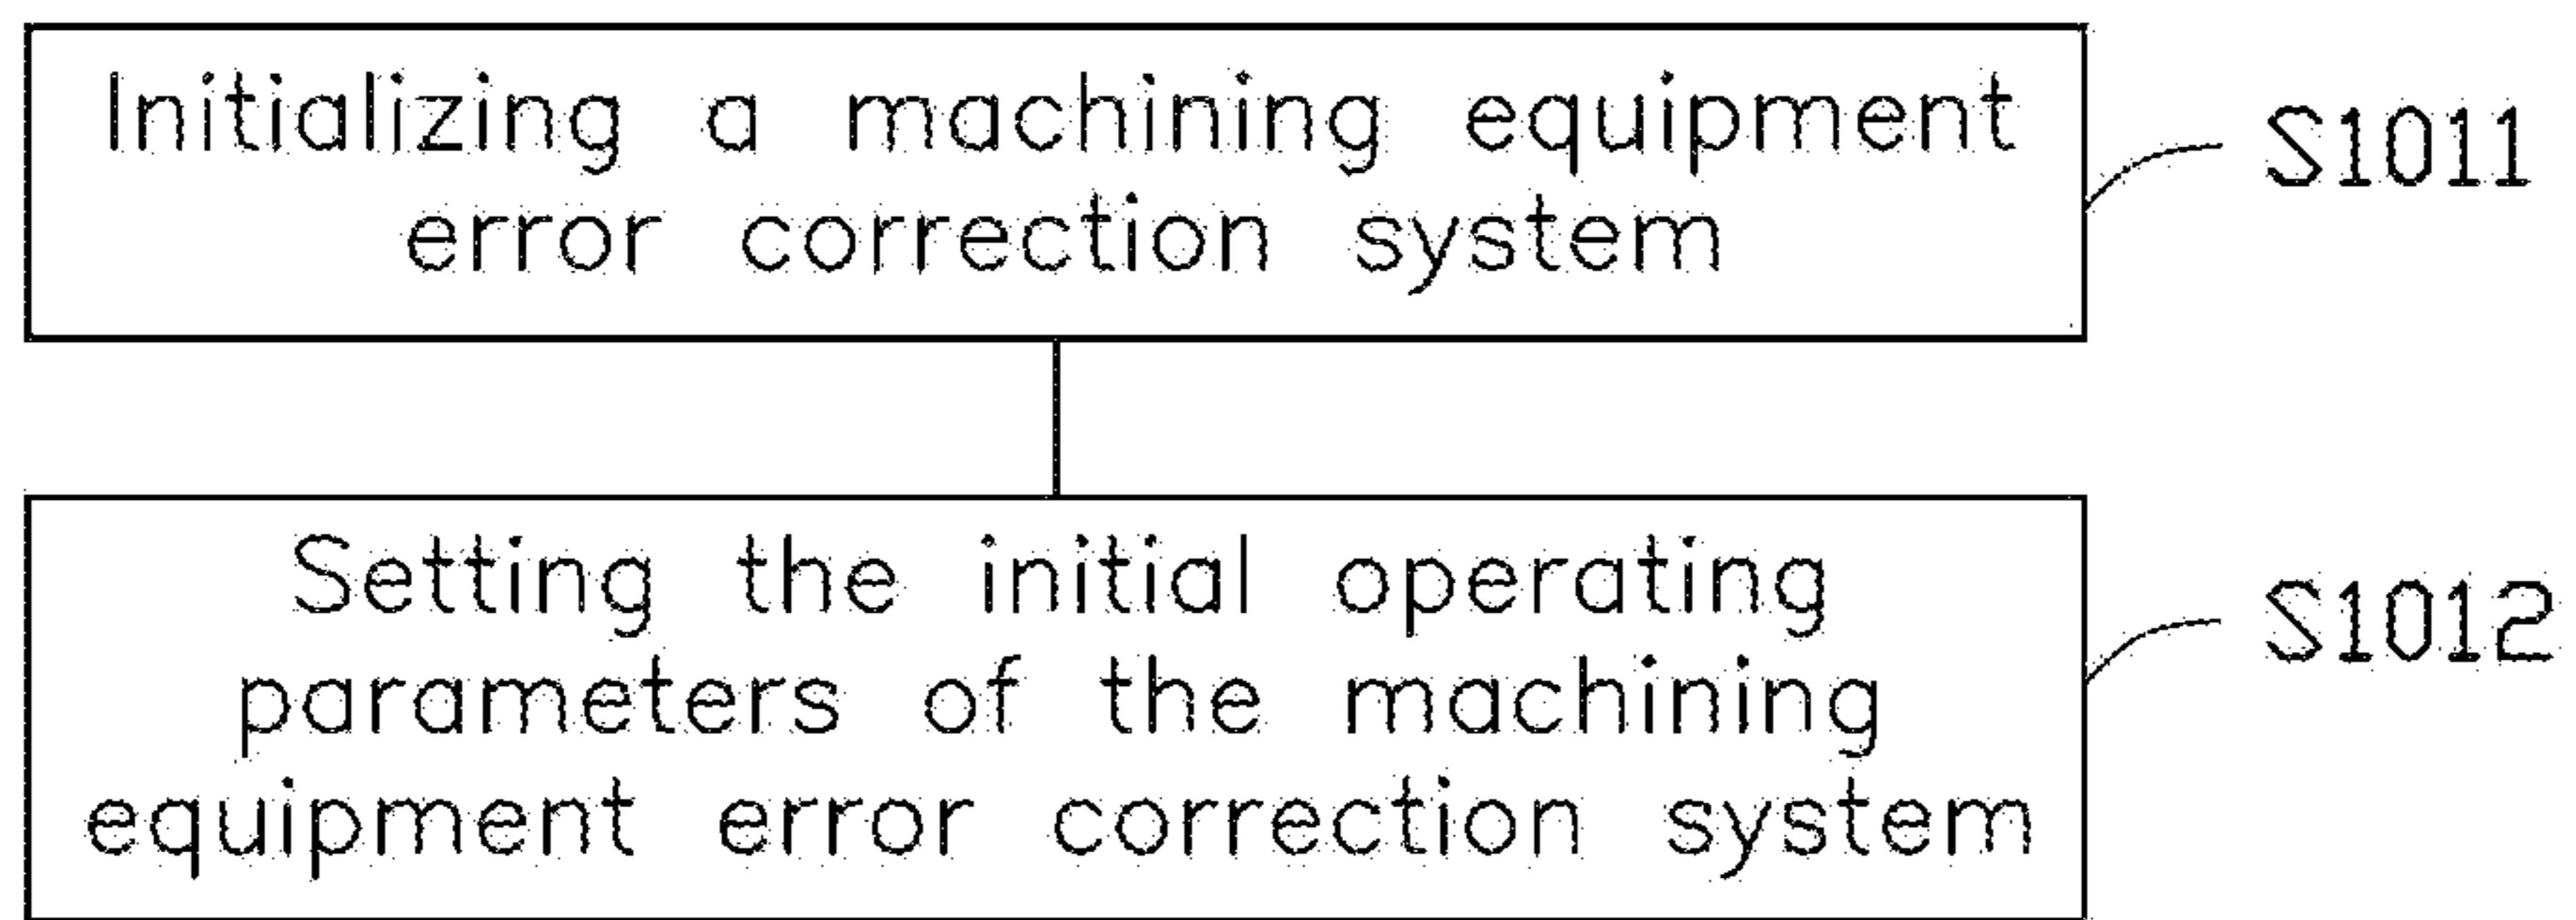 Initializing a machining equipment
error correction system
S1011
Setting the initial operating
parameters of the machining
equipment error correction system
S1012